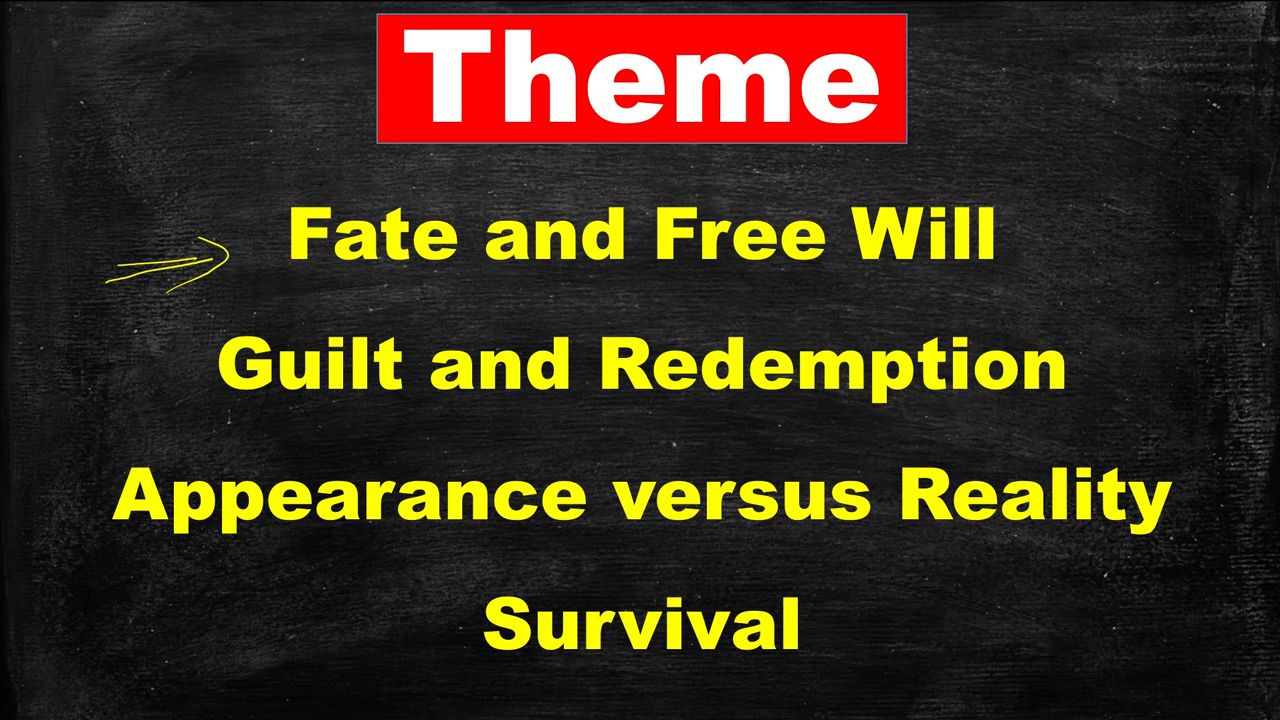 Theme
Fate and Free Will
Guilt and Redemption
Appearance versus Reality
Survival